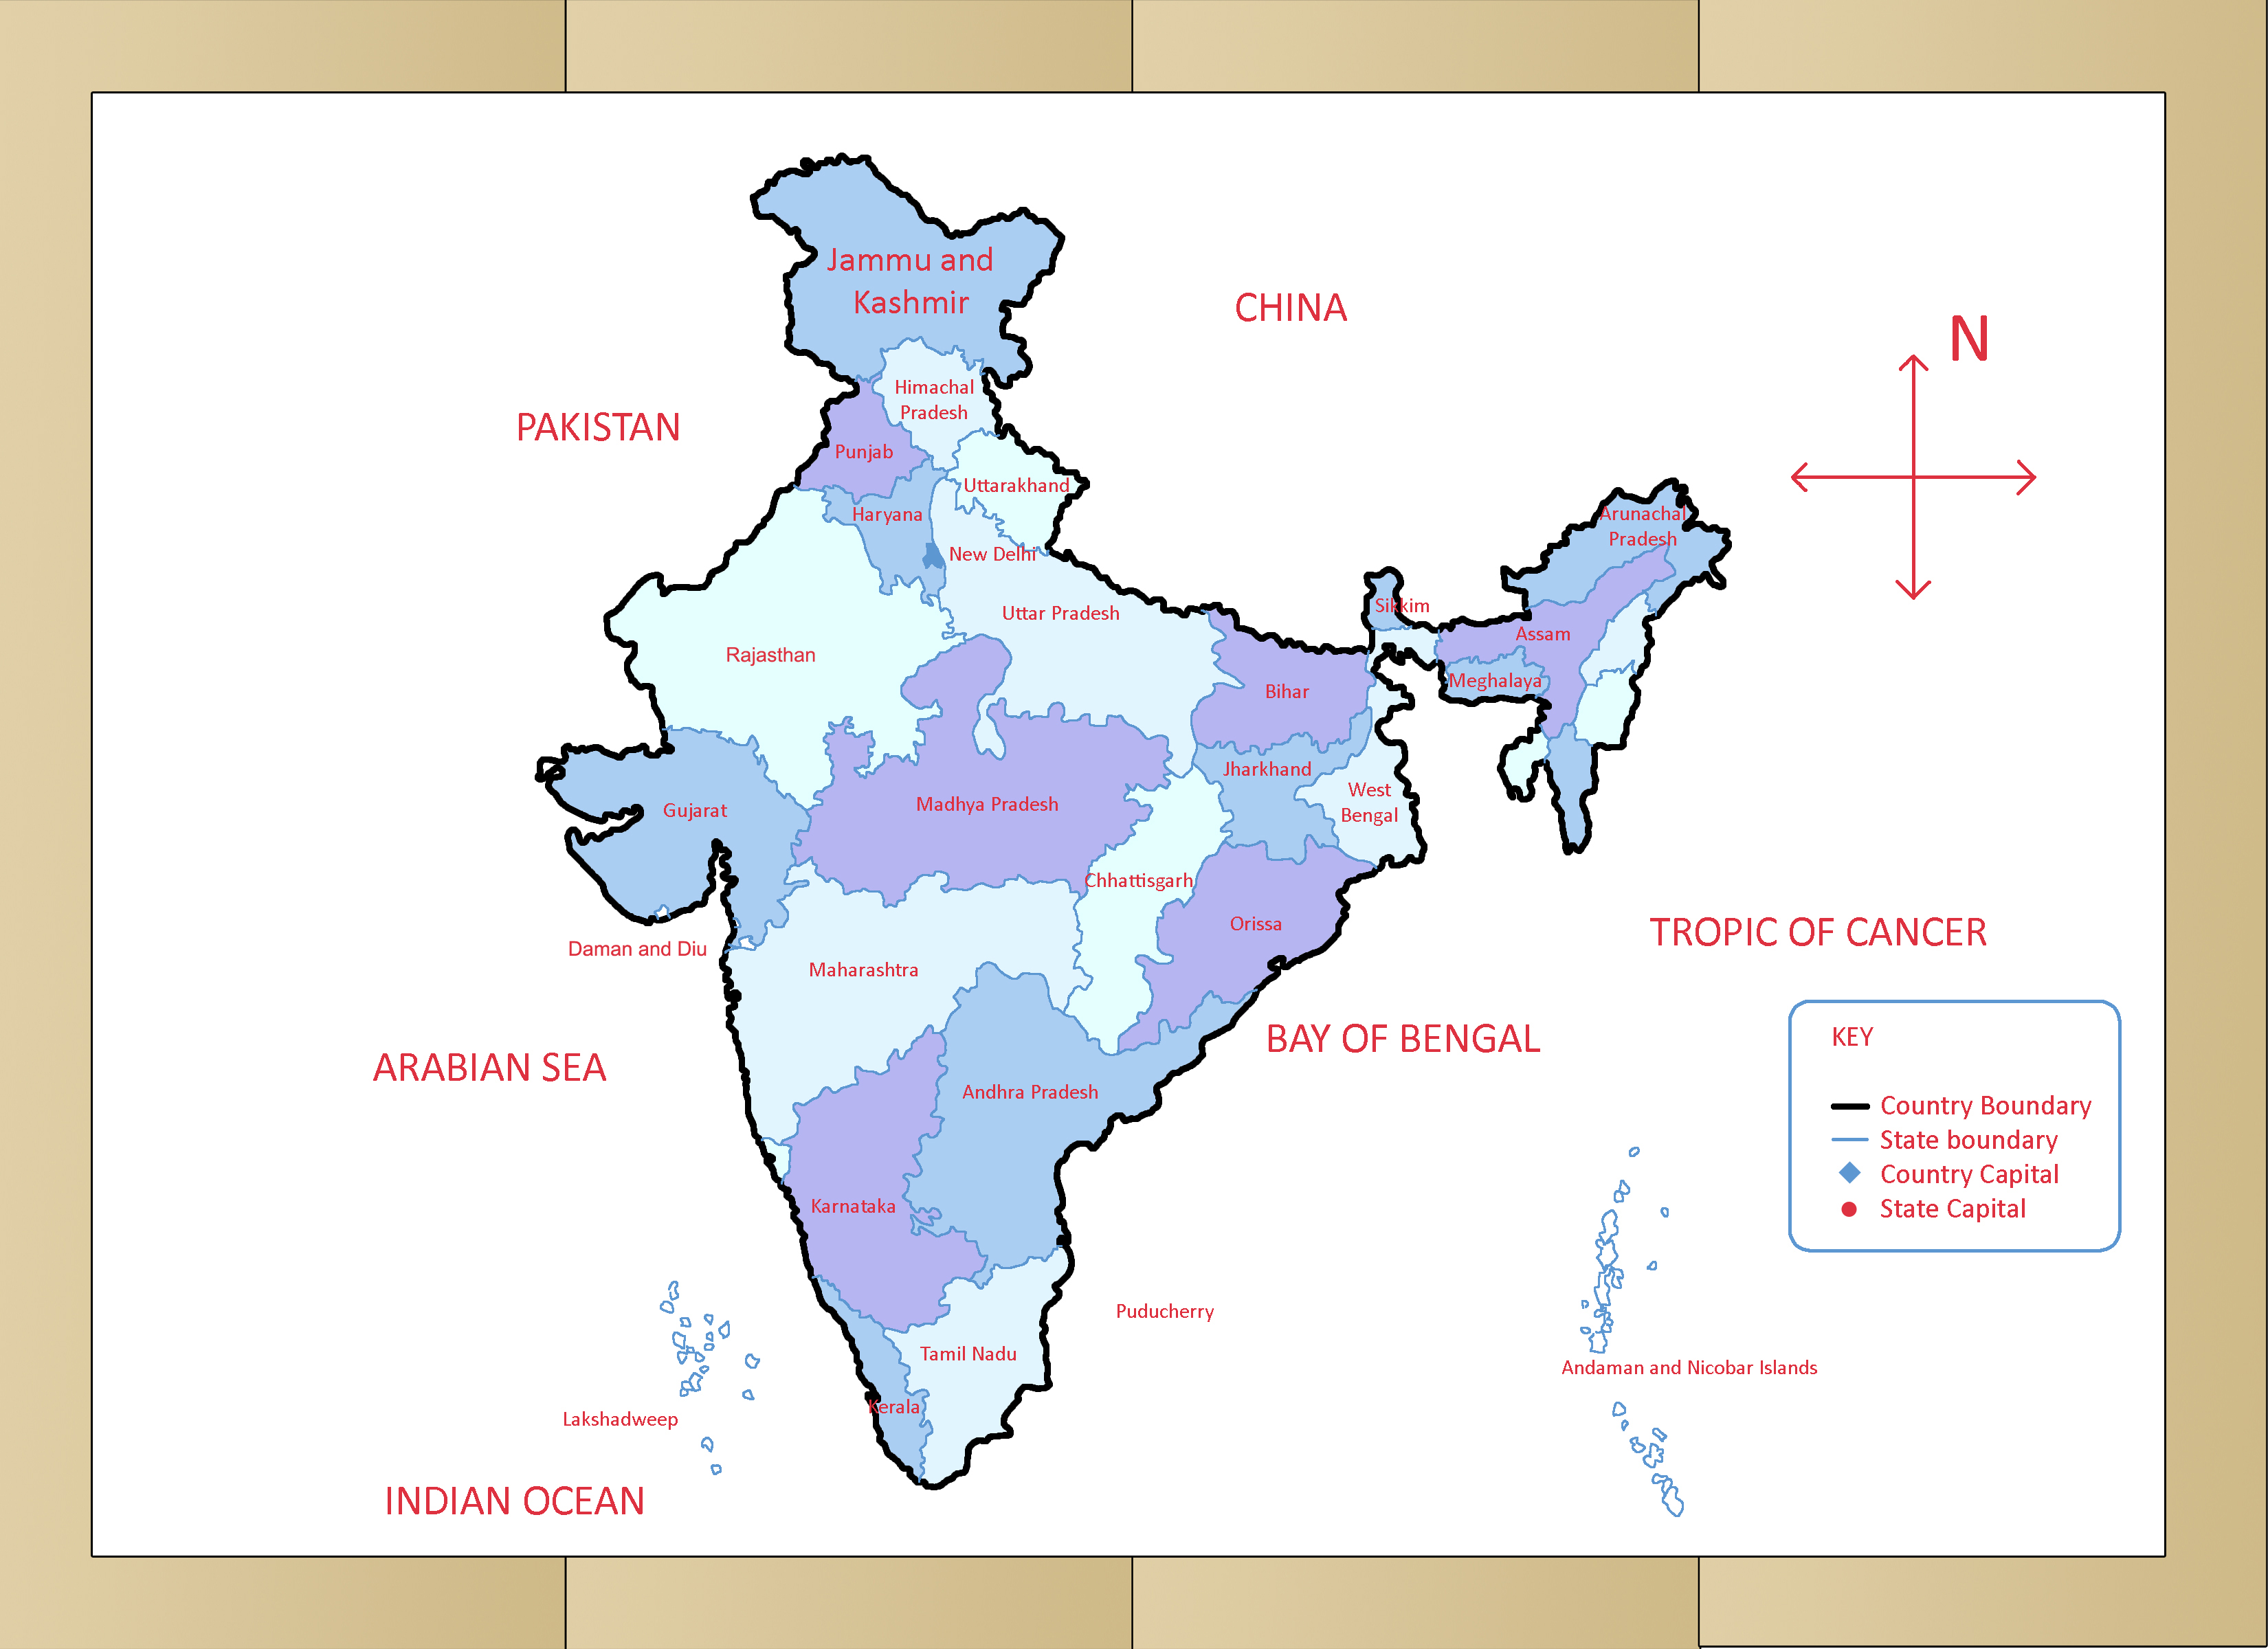 Jammu and
Kashmir
CHINA
N
Himachal
Pradesh
PAKISTAN
Punjab
Uttarakhand
Haryana
Arunachal
Pradesh
New Delhi
Sikkim
Uttar Pradesh
Assam
Rajasthan
Meghalaya
Bihar
Jharkhand
West
Bengal
Madhya Pradesh
Gujarat
Chhattisgarh
Orissa
TROPIC OF CANCER
Daman and Diu
Maharashtra
BAY OF BENGAL
KEY
ARABIAN SEA
Andhra Pradesh
Country Boundary
State boundary
Country Capital
State Capital
Karnataka
Puducherry
Tamil Nadu
Andaman and Nicobar Islands
Kerala
Lakshadweep
INDIAN OCEAN